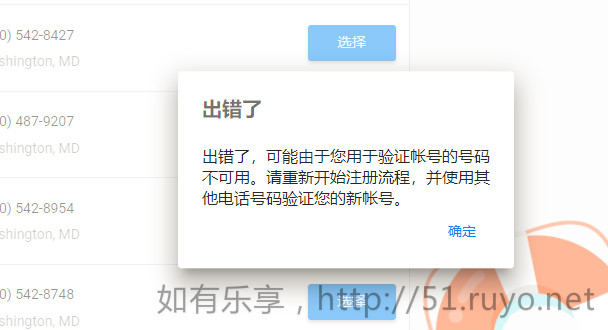 0) 542-8427
选择
shington, MD
0) 487-9207
shington, MD
出错了
出错了，可能由于您用于验证帐号的号码
不可用。请重新开始注册流程，并使用其
他电话号码验证您的新帐号。
0) 542-8954
确定
shington, MD
0) 542-8748
选择
如有乐享，http://51.ruyo.net
shington, MD